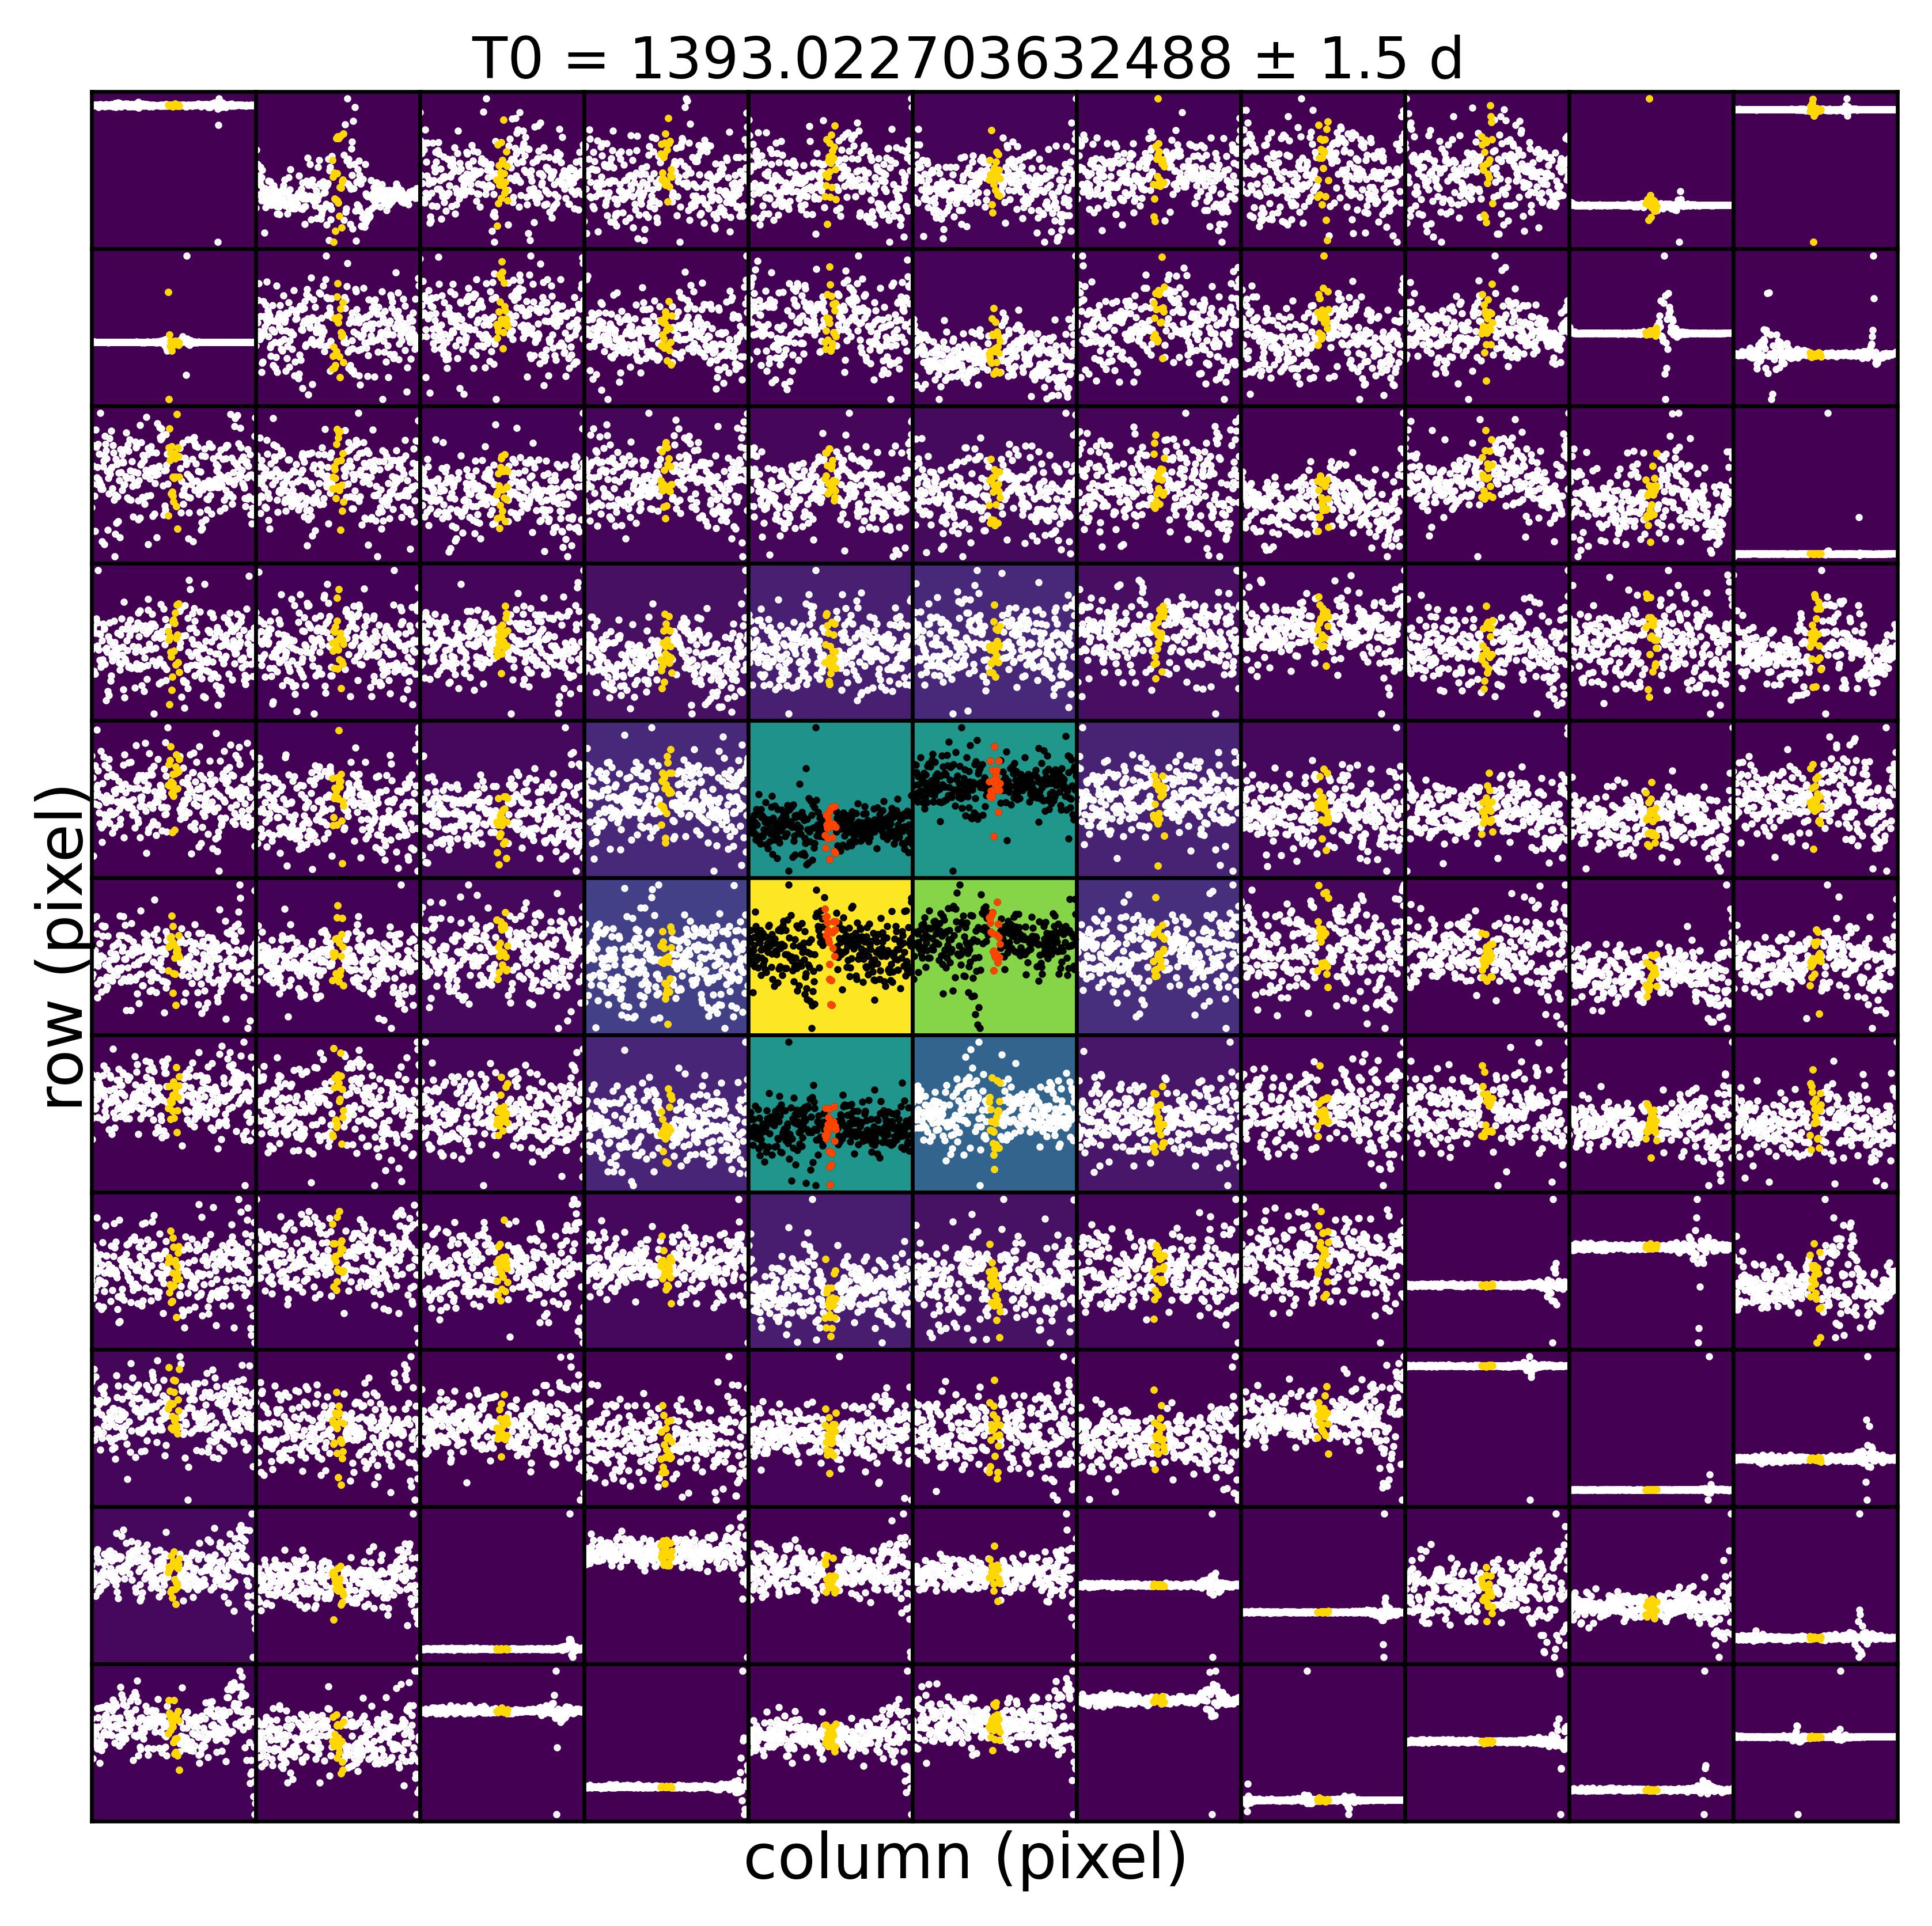 T0 = 1393.022703632488 ± 1.5 d
row (pixel)
column (pixel)